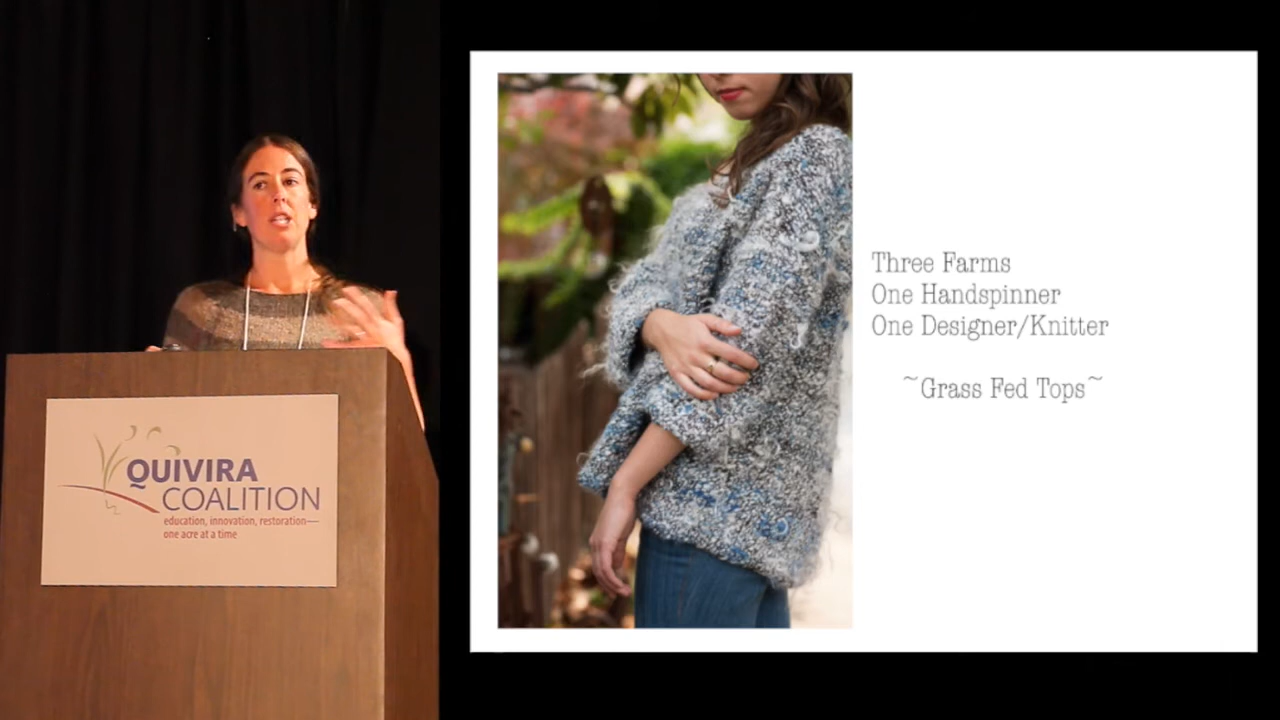 QUIVIRA
COALITION
education, innovation, restoration—
one acre at a time
Three Farms
One Handspinner
One Designer/Knitter
~Grass Fed Tops~